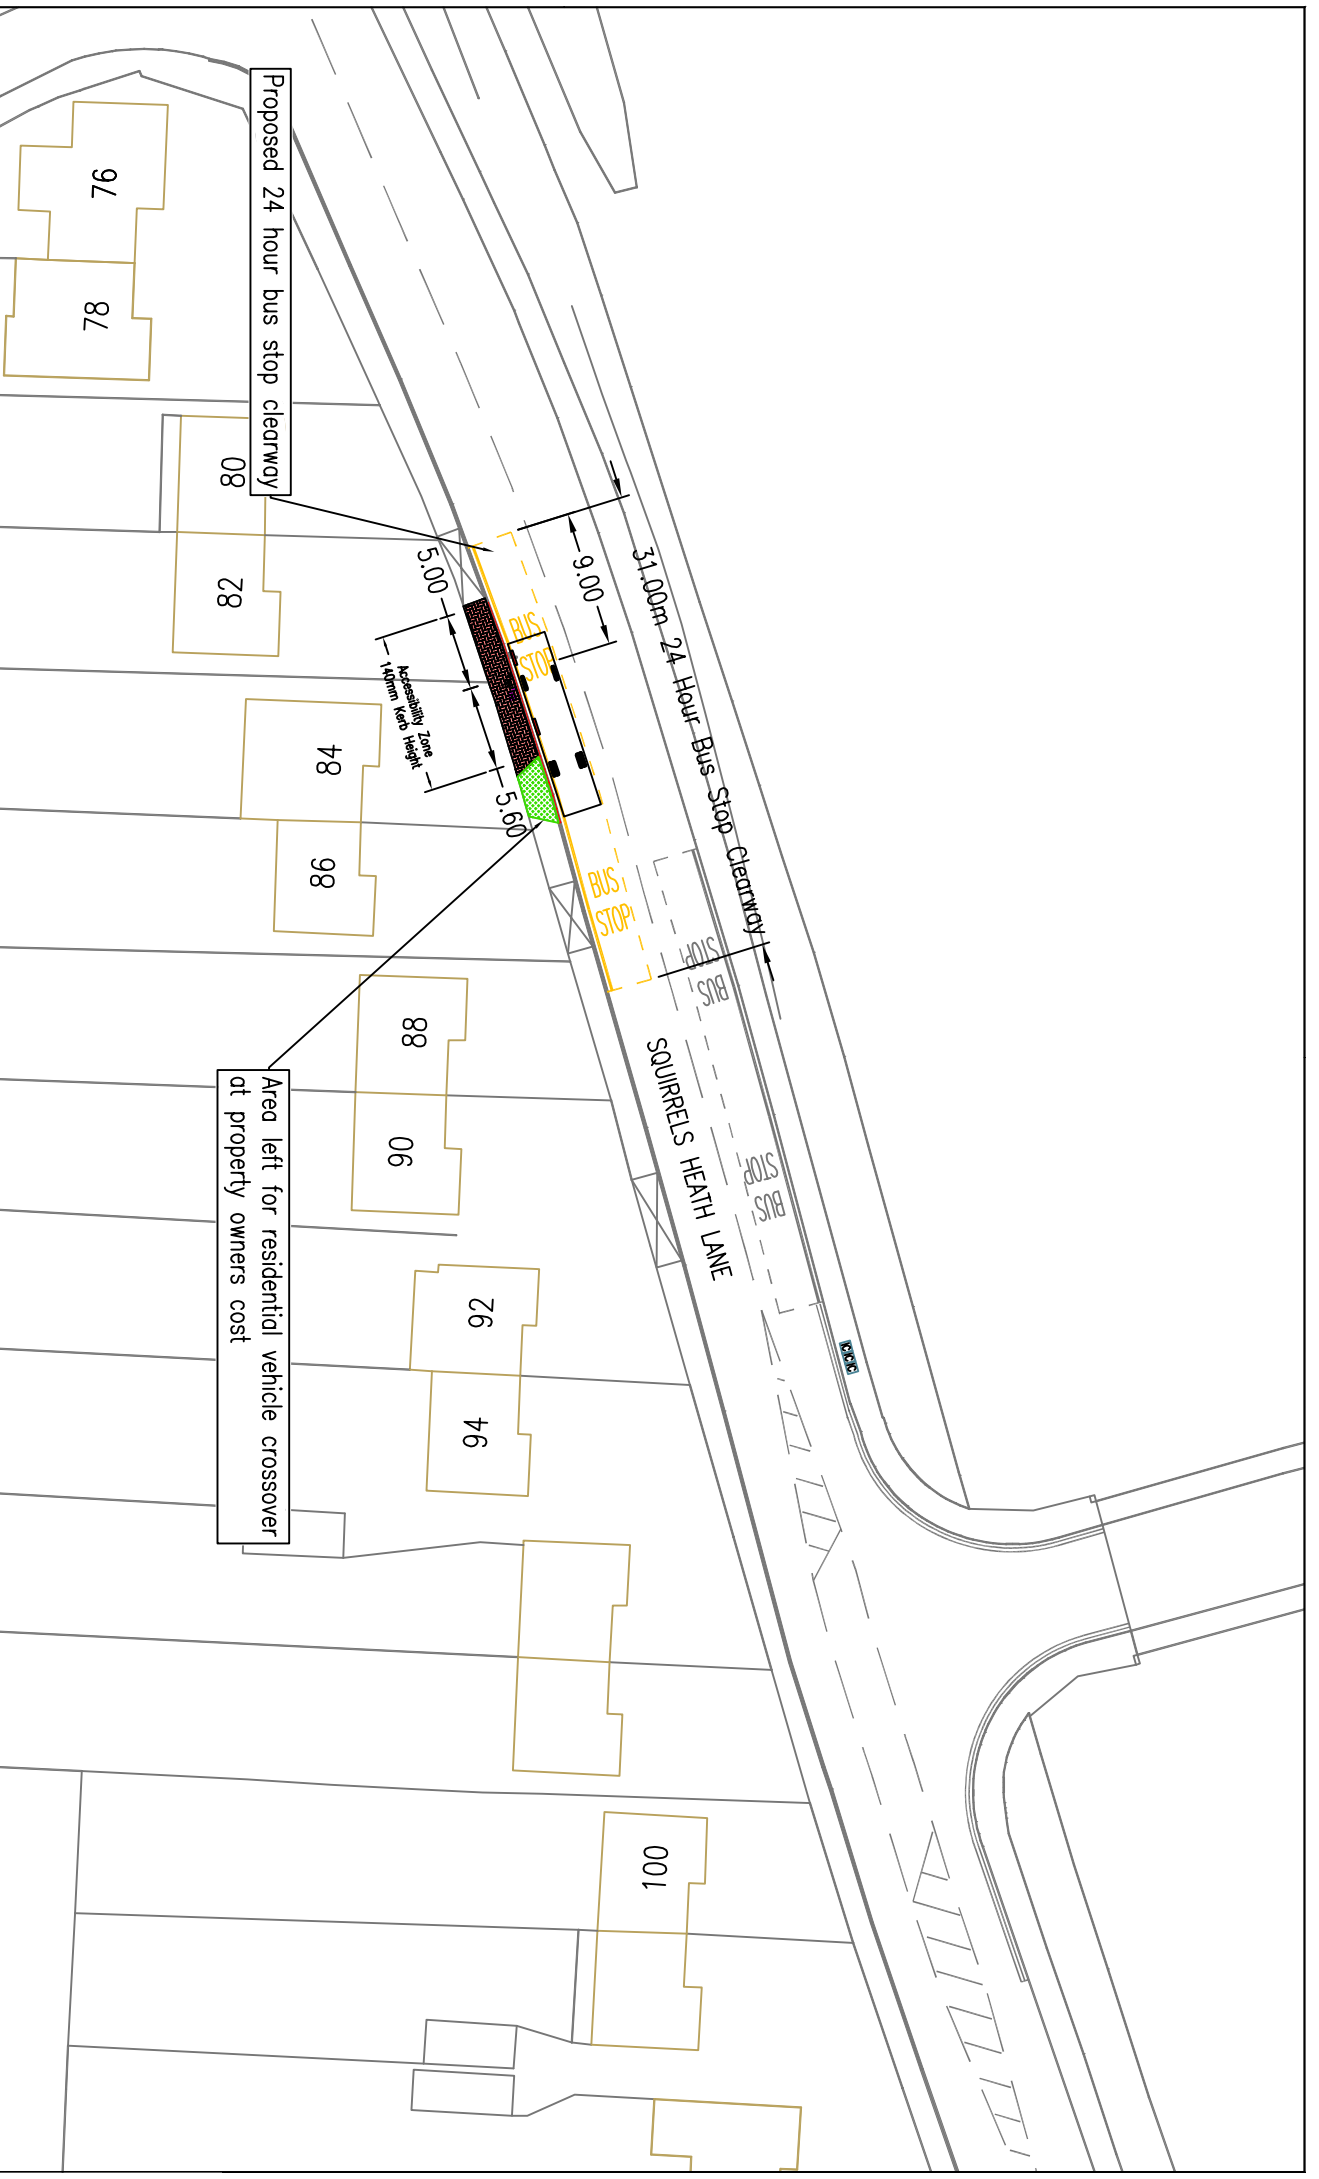 Proposed 24 hour bus stop clearway
76
78
80
82
84
86
88
90
92
94
100
31.00m 24 Hour Bus Stop Clearway
9.00
5.00
5.60
Accessibility Zone
140mm Kerb Height
BUS
STOP
BUS
STOP
BUS
STOP
BUS
STOP
SQUIRRELS HEATH LANE
Area left for residential vehicle crossover
at property owners cost